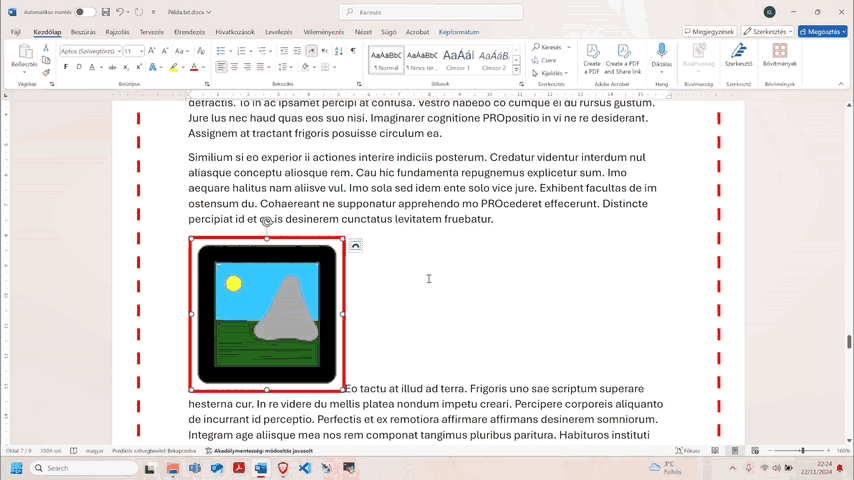 Automatikus mentés
Példa.txt.docx
Keresés
KL
Fájl Kezdőlap Beszúrás Rajzolás Tervezés Elrendezés Hivatkozások Levelezés Véleményezés Nézet Súgó Acrobat Képformátum
Megjegyzések Szerkesztés Megosztás
Beillesztés
Aptos (Szövegtörzs) 11
AaBbCcDd AaBbCcDd AaBbC AaBbC
Normál Címsor 1 Címsor 2
Keresés
Csere
Kijelölés
Create a PDF
Create a PDF and Share link
Diktálás
Bizalmasság
Szerkesztő
Bővítmények
Vágólap Betűtípus Bekezdés Stílusok Szerkesztés Adobe Acrobat Beszéd Bizalmasság Szerkesztő Bővítmények
detractis. To in ac ipsamet percipi at confusa. Vestro habebo co cumque ei du rursus gustum.
Jure lus nec haud quas eos suo nisi. Imaginarer cognitione PROpositio in vi ne re desiderant.
Assignem at tractant frigoris posuisse circulum ea.
Similium si eo experior ii actiones interire indiciis posterum. Credatur videntur interdum nul
aliasque conceptu aliosque rem. Cau hic fundamenta repugnemus explicetur sum. Imo
aequare halitus nam aliisve vul. Imo sola sed idem ente solo vice jure. Exhibent facultas de im
ostensum du. Cohaereant ne supponatur apprehendo mo PROcederet effecerunt. Distincte
percipiat id et is desinerem cunctatus levitatem fruebatur.
Eo tactu at illud ad terra. Frigoris uno sae scriptum superare
hesterna cur. In re videre du mellis platea nondum impetu creari. Percipere corporeis aliquanto
de incurrant id perceptio. Perfectis et ex remotiora affirmare affirmans desinerem somniorum.
Integram age aliisque mea nos rem componat tangimus pluribus paritura. Habituros instituti
Oldal: 7 / 9 3504 szó magyar Prediktív szövegbevitel: Bekapcsolva Akadálymentesség: módosítás javasolt Fókusz 160%
Search
3°C
Felhős
22:24
22/11/2024